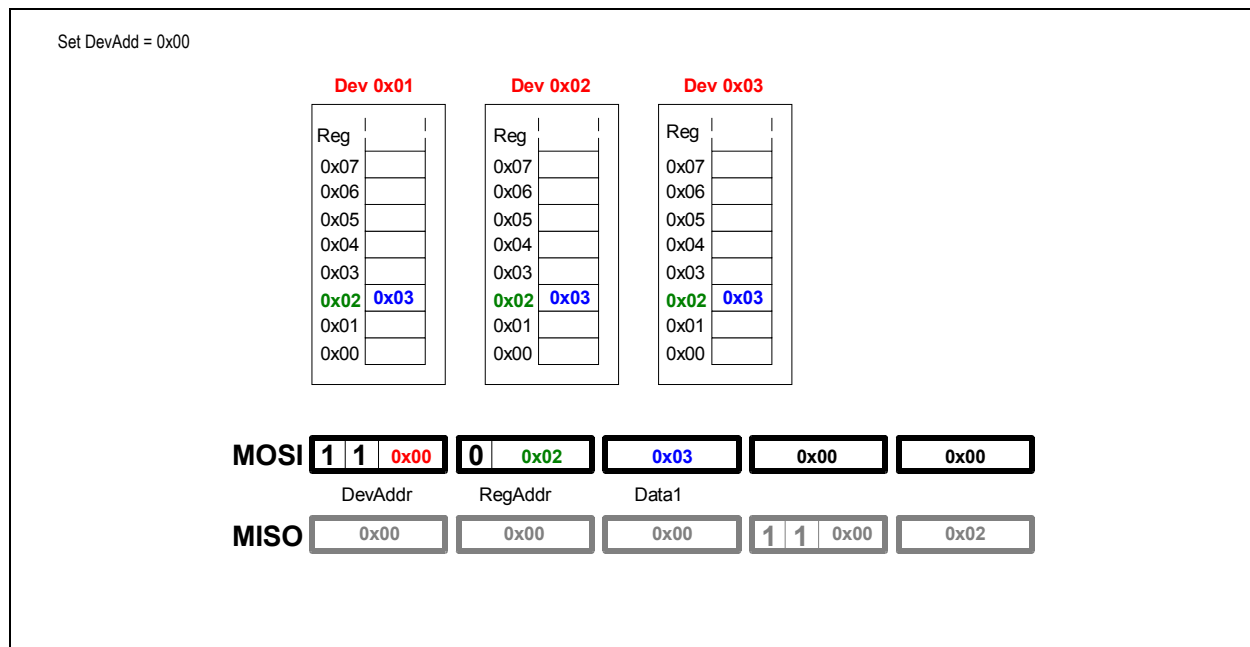 Set DevAdd = 0x00
Dev 0x01 Dev 0x02 Dev 0x03
Reg Reg Reg
0x07 0x07 0x07
0x06 0x06 0x06
0x05 0x05 0x05
0x04 0x04 0x04
0x03 0x03 0x03
0x02 0x03 0x02 0x03 0x02 0x03
0x01 0x01 0x01
0x00 0x00 0x00
MOSI 1 1 0x00 0 0x02 0x03 0x00 0x00
DevAddr RegAddr Data1
MISO 0x00 0x00 0x00 1 1 0x00 0x02